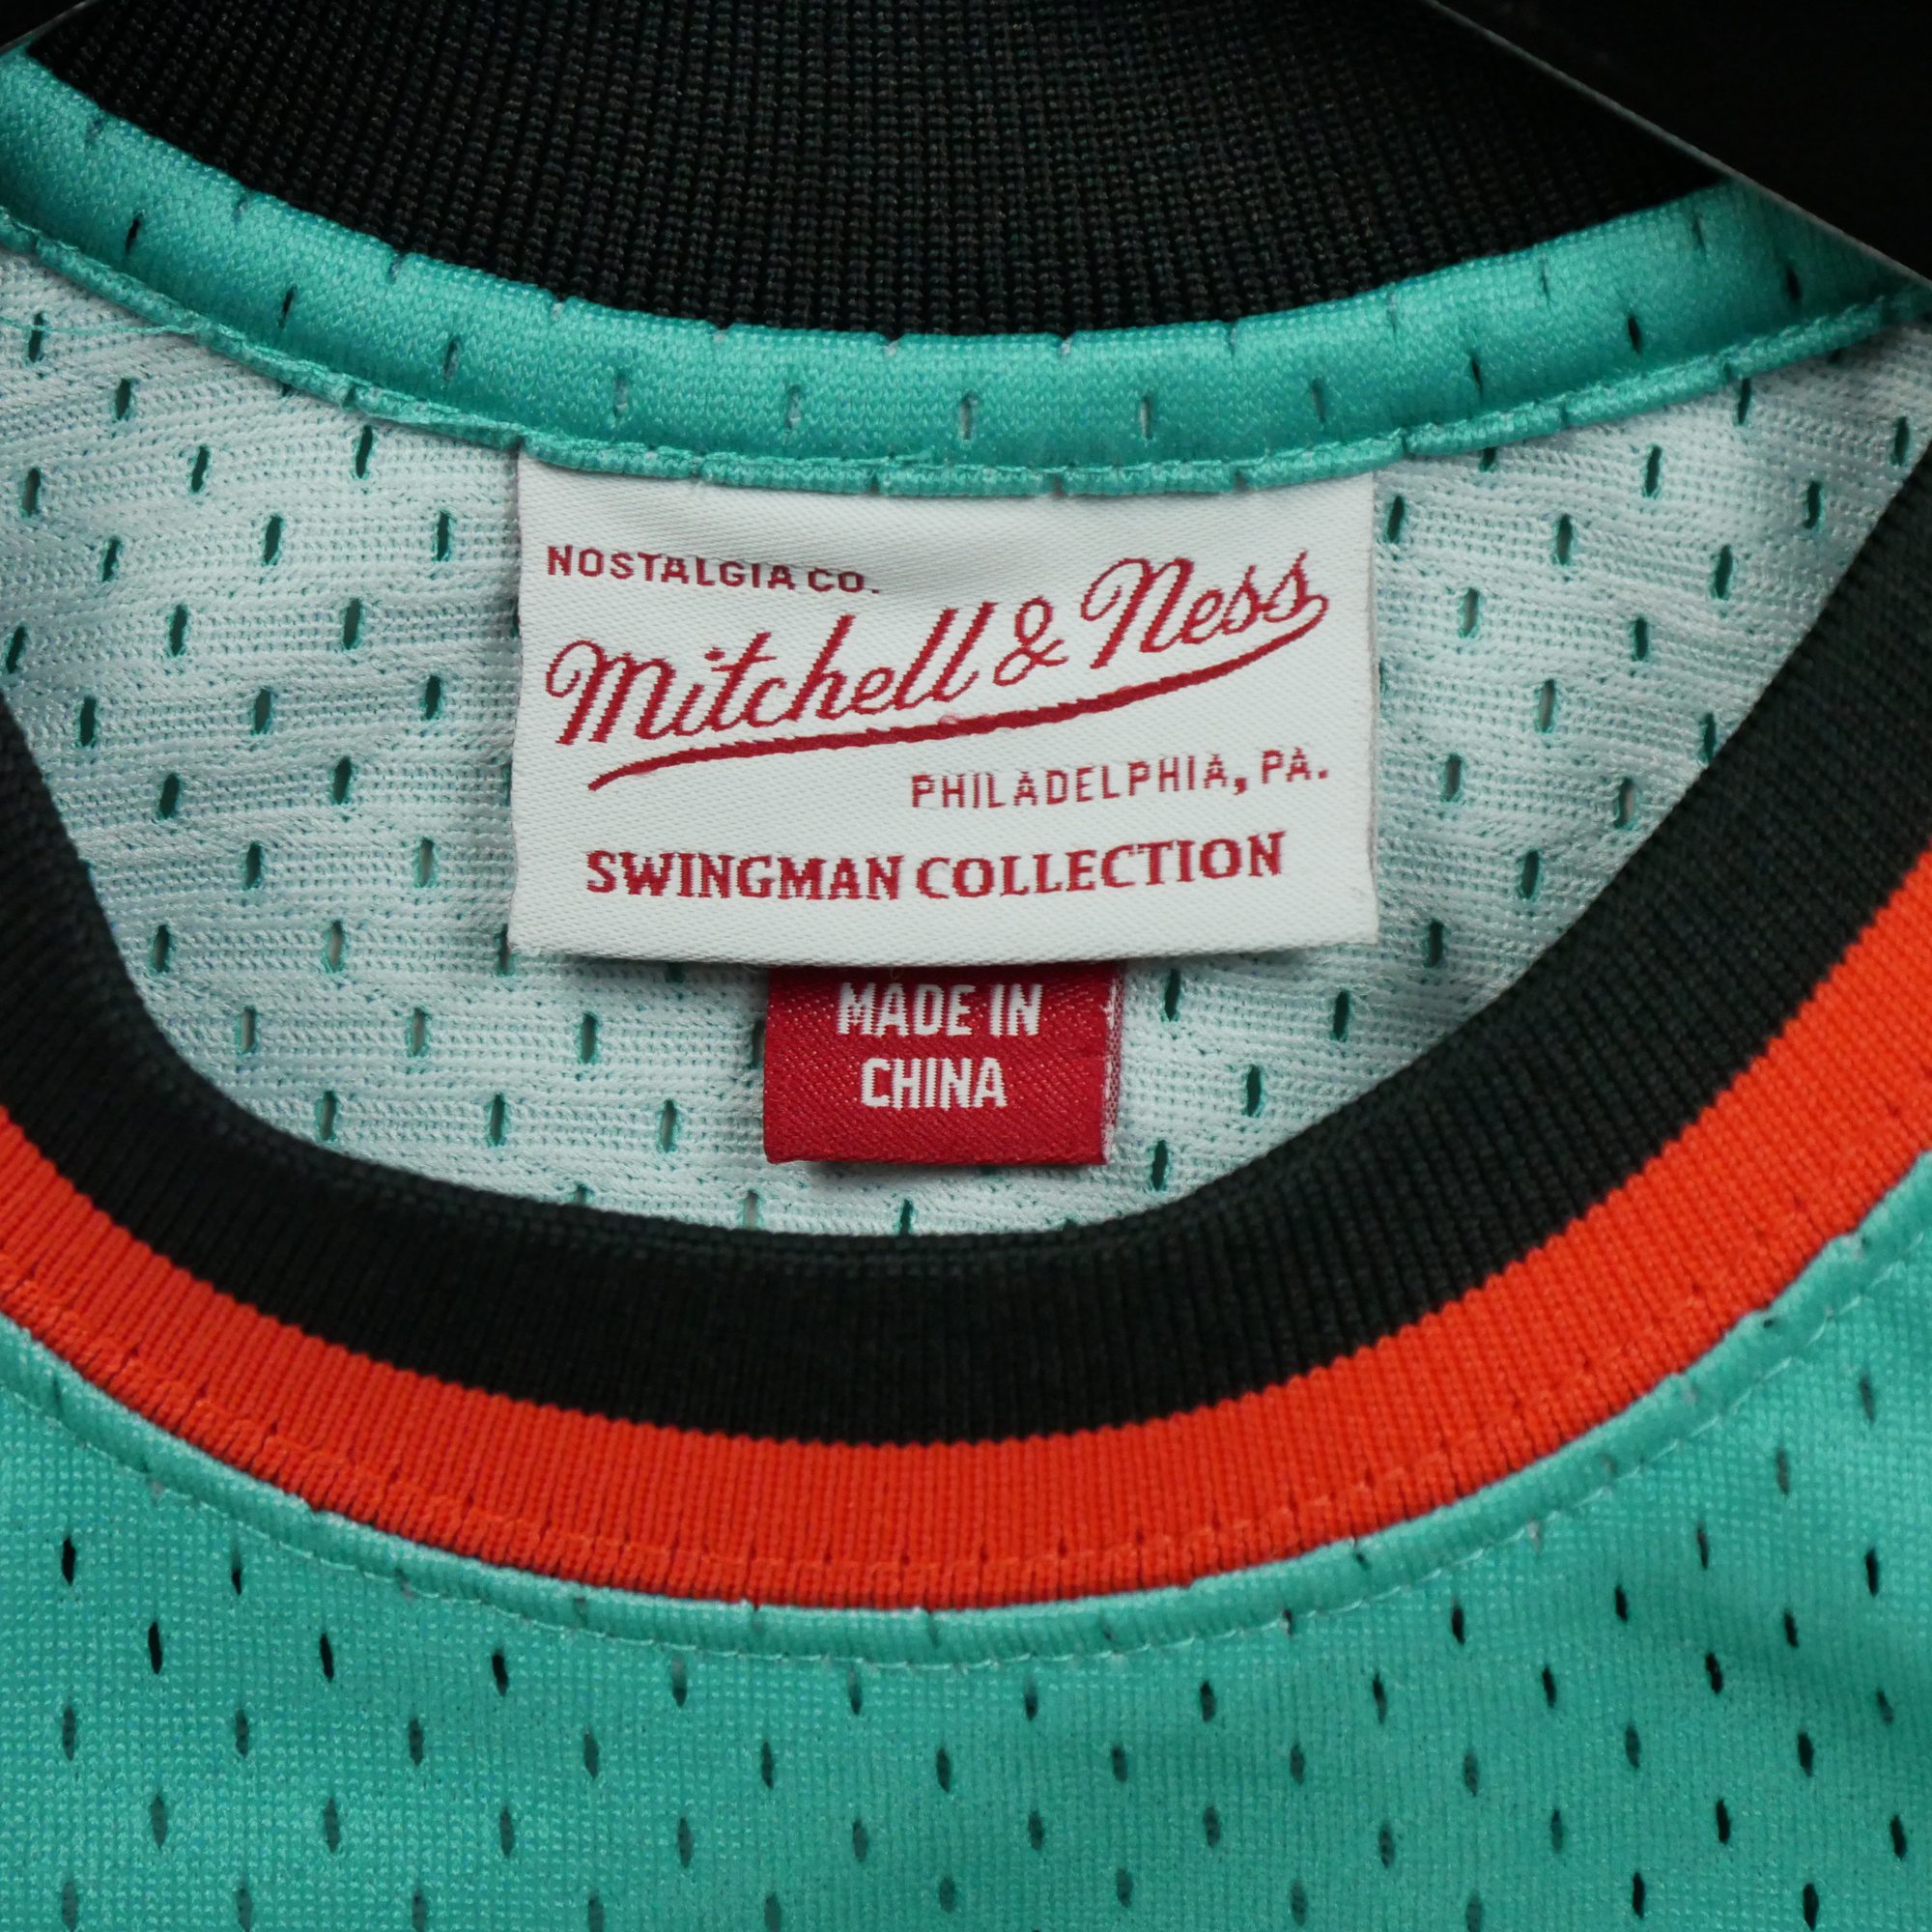 NOSTALGIA CO.
Mitchell & Ness
PHILADELPHIA, PA.
SWINGMAN COLLECTION
MADE IN
CHINA